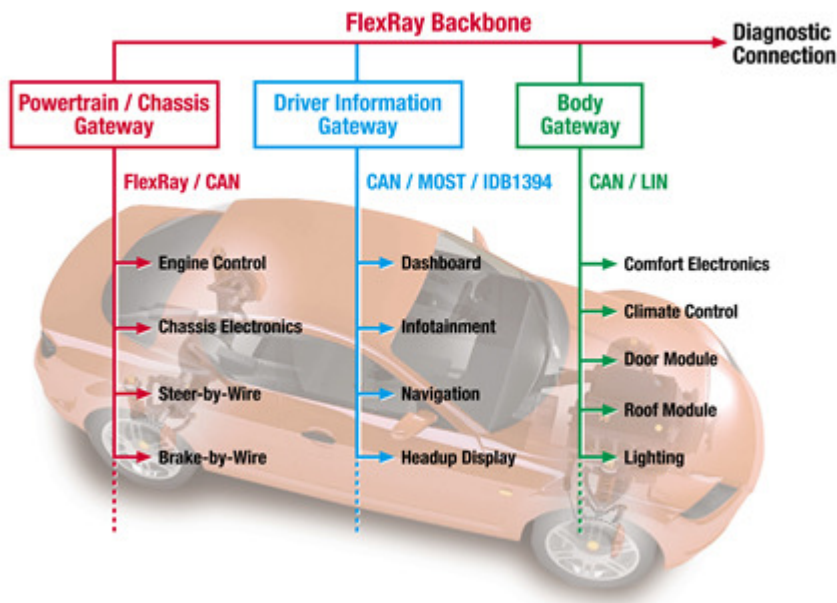 FlexRay Backbone
Diagnostic
Connection
Powertrain / Chassis
Gateway
Driver Information
Gateway
Body
Gateway
FlexRay / CAN
CAN / MOST / IDB1394
CAN / LIN
Engine Control
Chassis Electronics
Steer-by-Wire
Brake-by-Wire
Dashboard
Infotainment
Navigation
Headup Display
Comfort Electronics
Climate Control
Door Module
Roof Module
Lighting